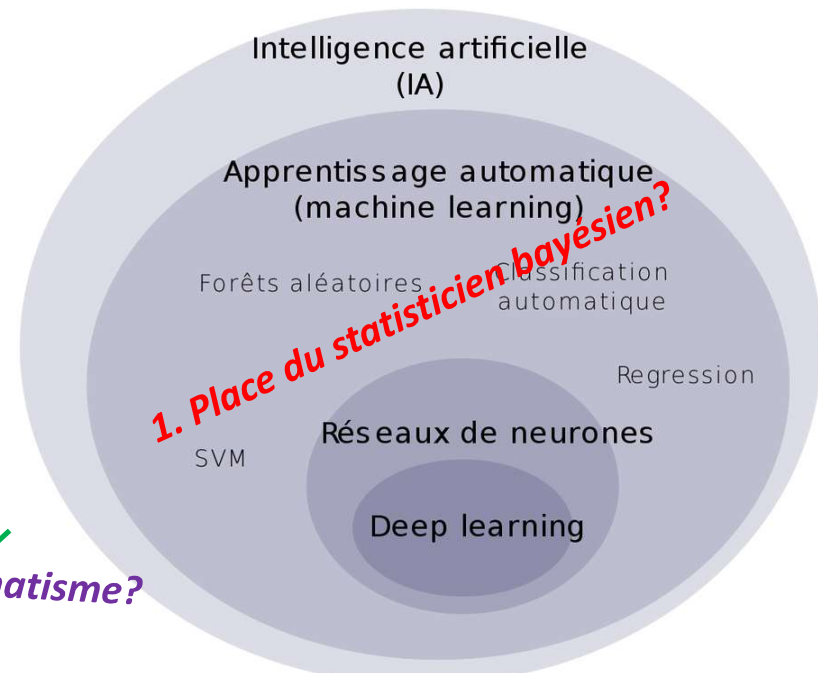 Intelligence artificielle
(IA)
Apprentissage automatique
(machine learning)
1. Place du statisticien bayésien?
Forêts aléatoires
Classification
automatique
Regression
Réseaux de neurones
SVM
Deep learning
atisme?